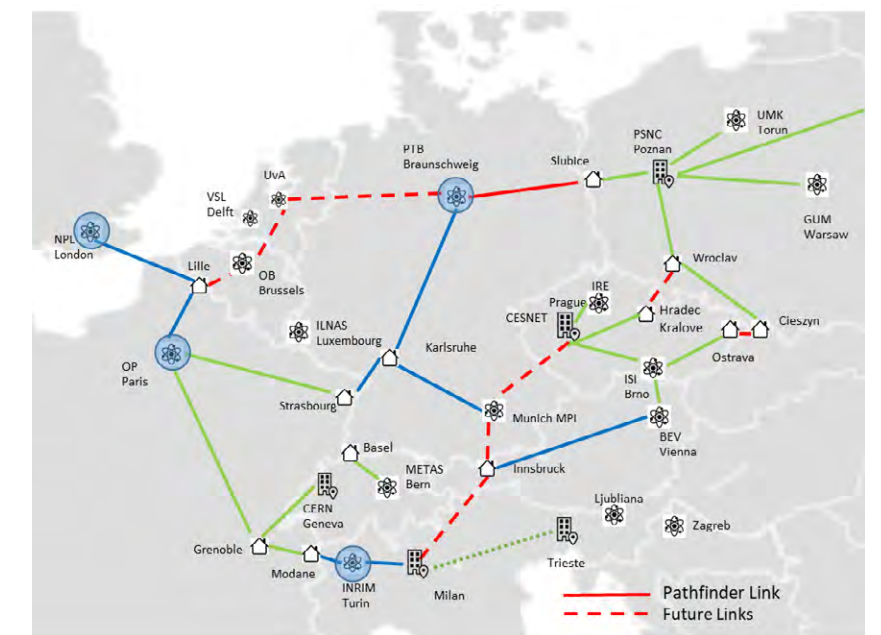 UMK
Torun
PSNC
Poznan
PTB
Braunschweig
Slubice
UvA
VSL
Delft
GUM
Warsaw
NPL
London
Lille
OB
Brussels
Wroclav
IRE
Prague
CESNET
Hradec
Kralove
Cieszyn
Ostrava
ILNAS
Luxembourg
Karlsruhe
OP
Paris
ISI
Brno
Strasbourg
Munich MPI
BEV
Vienna
Basel
METAS
Bern
Innsbruck
CERN
Geneva
Ljubliana
Zagreb
Grenoble
Modane
INRIM
Turin
Milan
Trieste
Pathfinder Link
Future Links